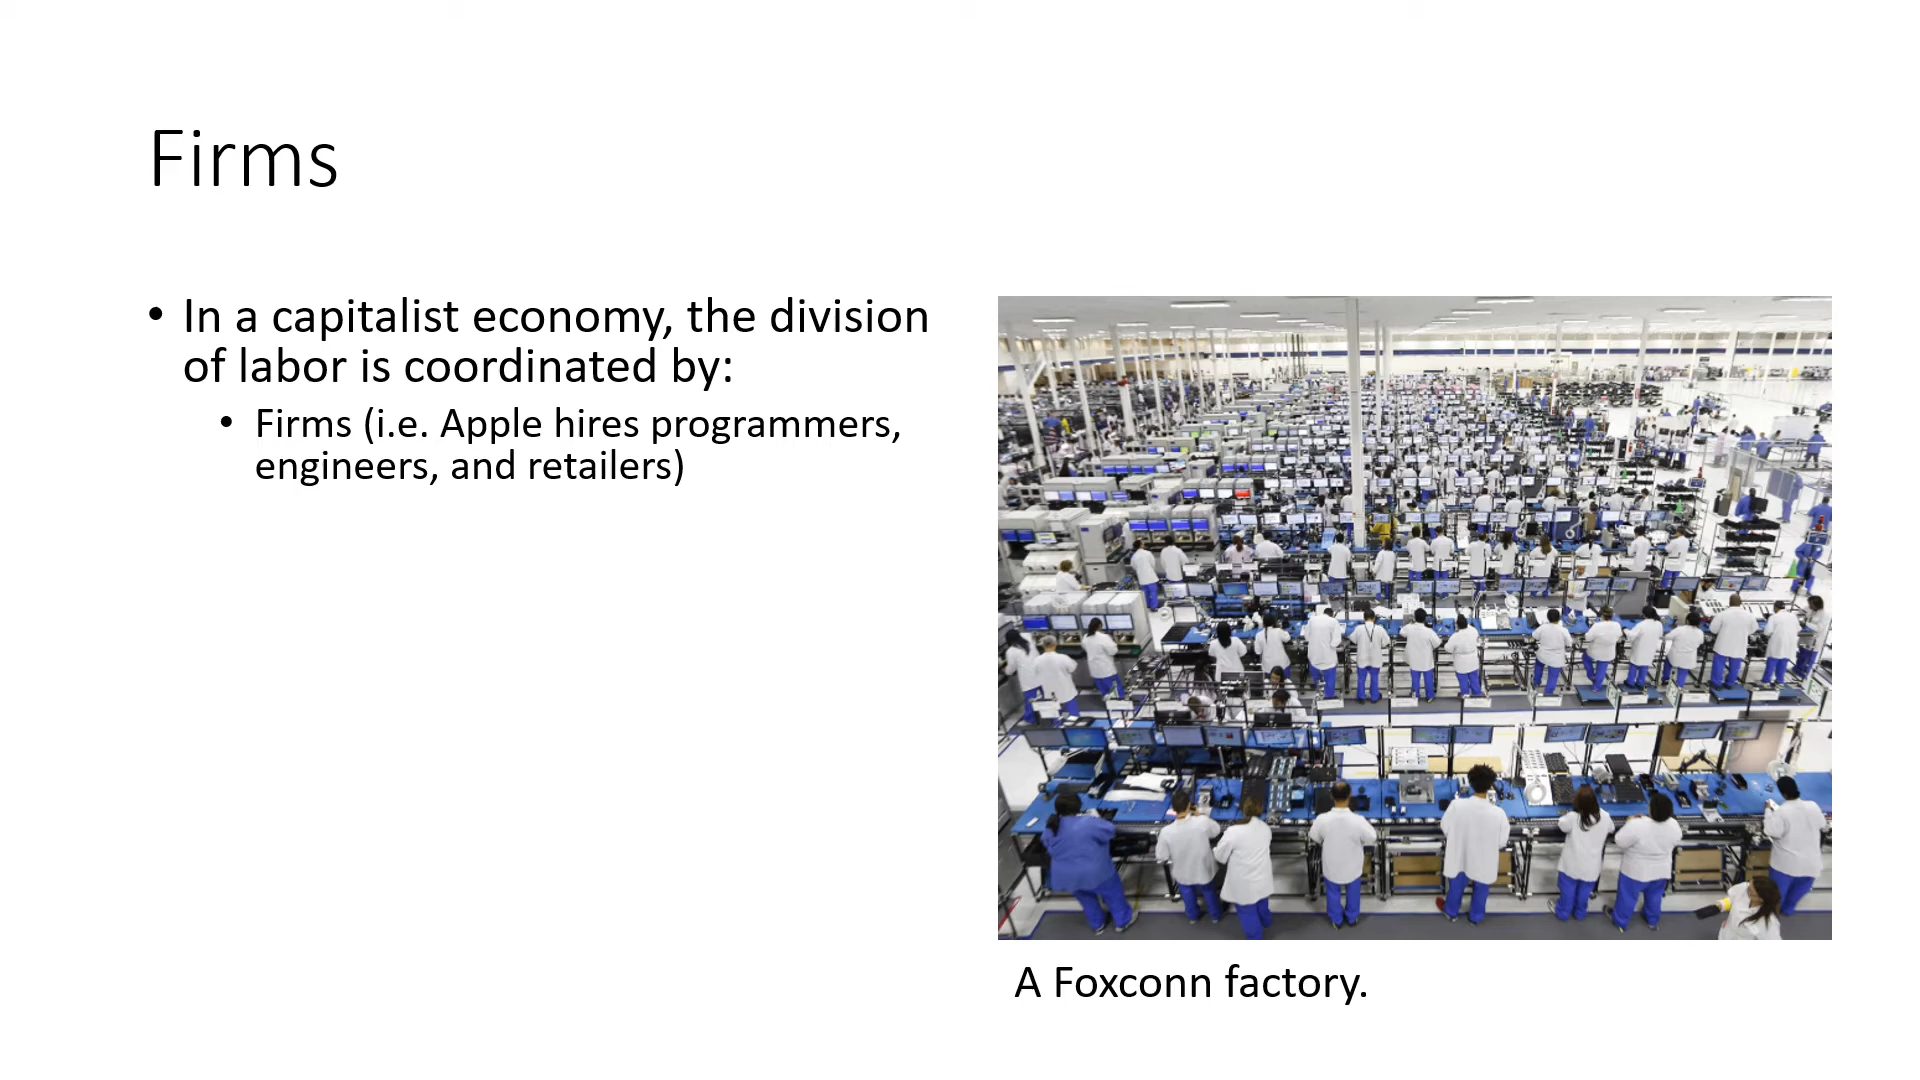 Firms
• In a capitalist economy, the division
of labor is coordinated by:
• Firms (i.e. Apple hires programmers,
engineers, and retailers)
A Foxconn factory.